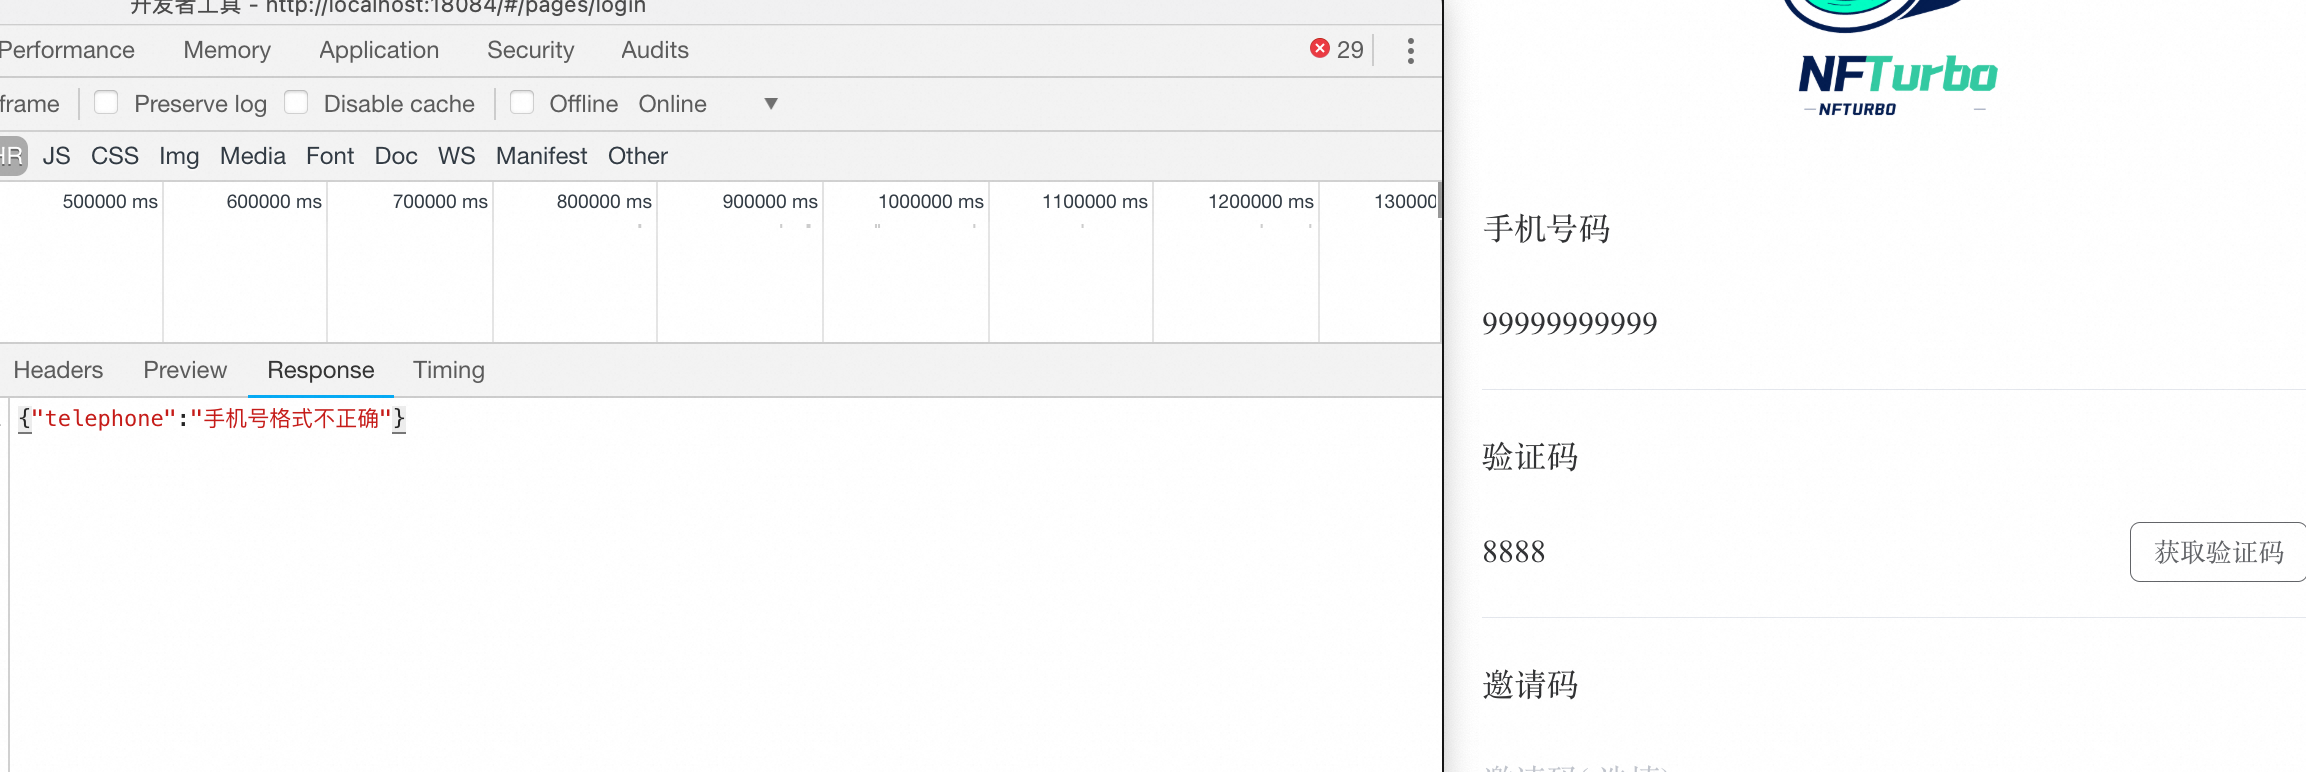 开发者工具 - http://localhost:18084/#/pages/login
Performance Memory Application Security Audits 29
frame Preserve log Disable cache Offline Online
HR JS CSS Img Media Font Doc WS Manifest Other
500000 ms 600000 ms 700000 ms 800000 ms 900000 ms 1000000 ms 1100000 ms 1200000 ms 130000
Headers Preview Response Timing
{"telephone":"手机号格式不正确"}
NFTurbo
NFTURBO
手机号码
99999999999
验证码
8888
获取验证码
邀请码